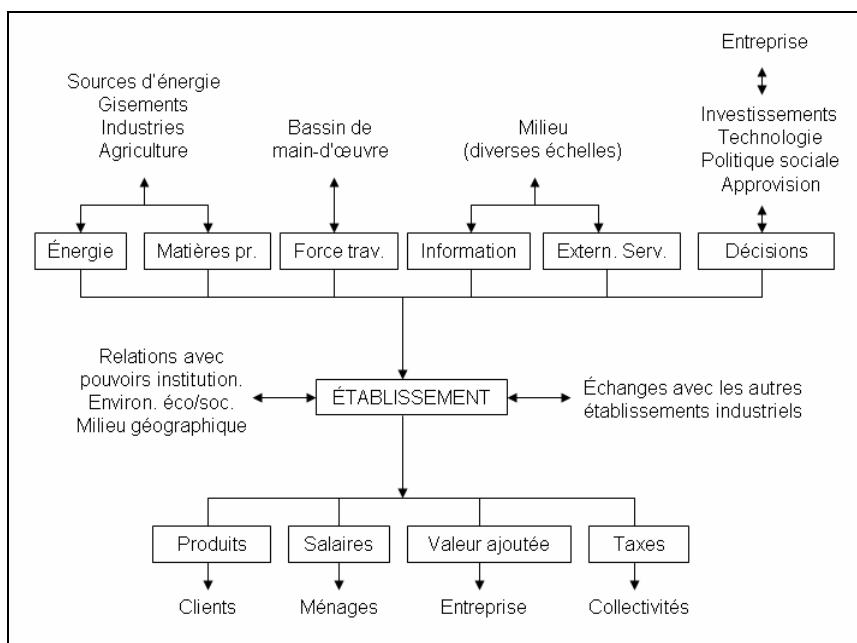 Entreprise
Sources d'énergie
Gisements
Industries
Agriculture
Bassin de
main-d'œuvre
Milieu
(diverses échelles)
Investissements
Technologie
Politique sociale
Approvision
Énergie
Matières pr.
Force trav.
Information
Extern. Serv.
Décisions
Relations avec
pouvoirs institution.
Environ. éco/soc.
Milieu géographique
ÉTABLISSEMENT
Échanges avec les autres
établissements industriels
Produits
Salaires
Valeur ajoutée
Taxes
Clients
Ménages
Entreprise
Collectivités